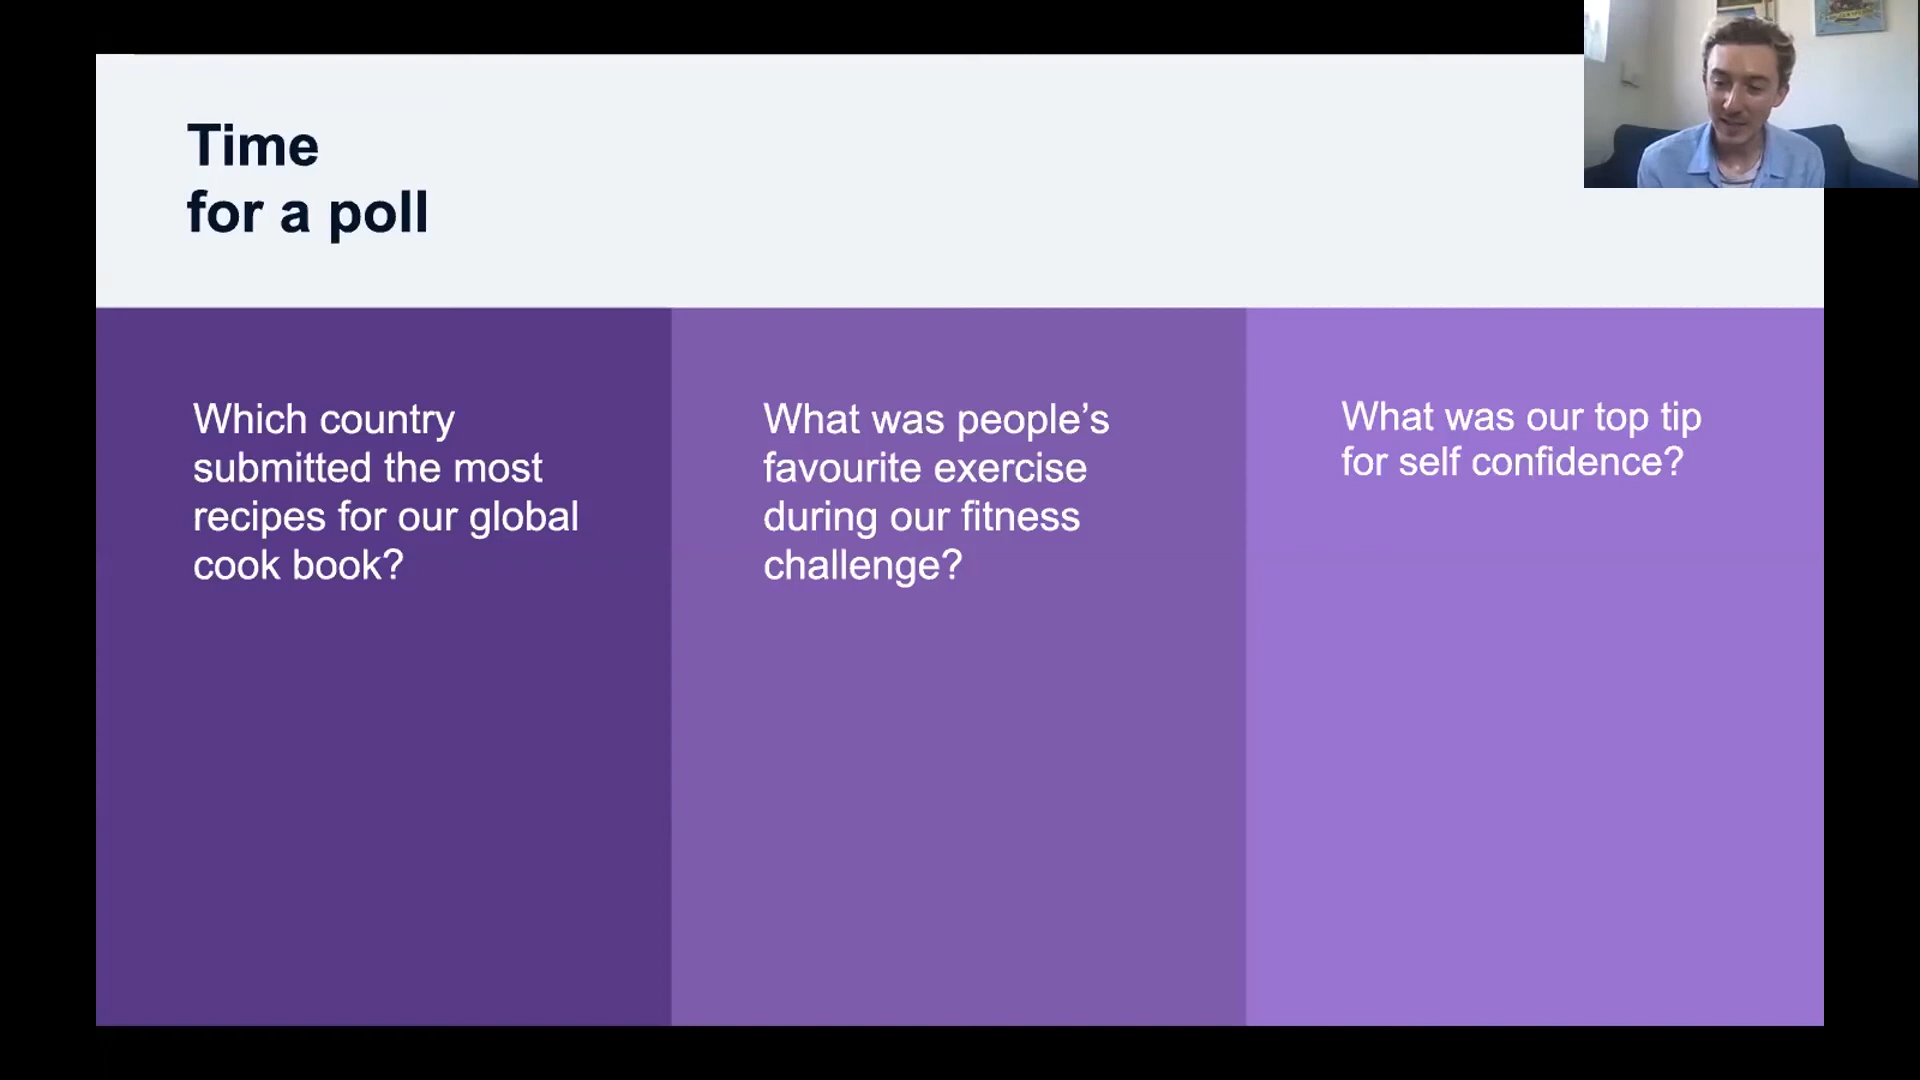 Time
for a poll
Which country
submitted the most
recipes for our global
cook book?
What was people’s
favourite exercise
during our fitness
challenge?
What was our top tip
for self confidence?